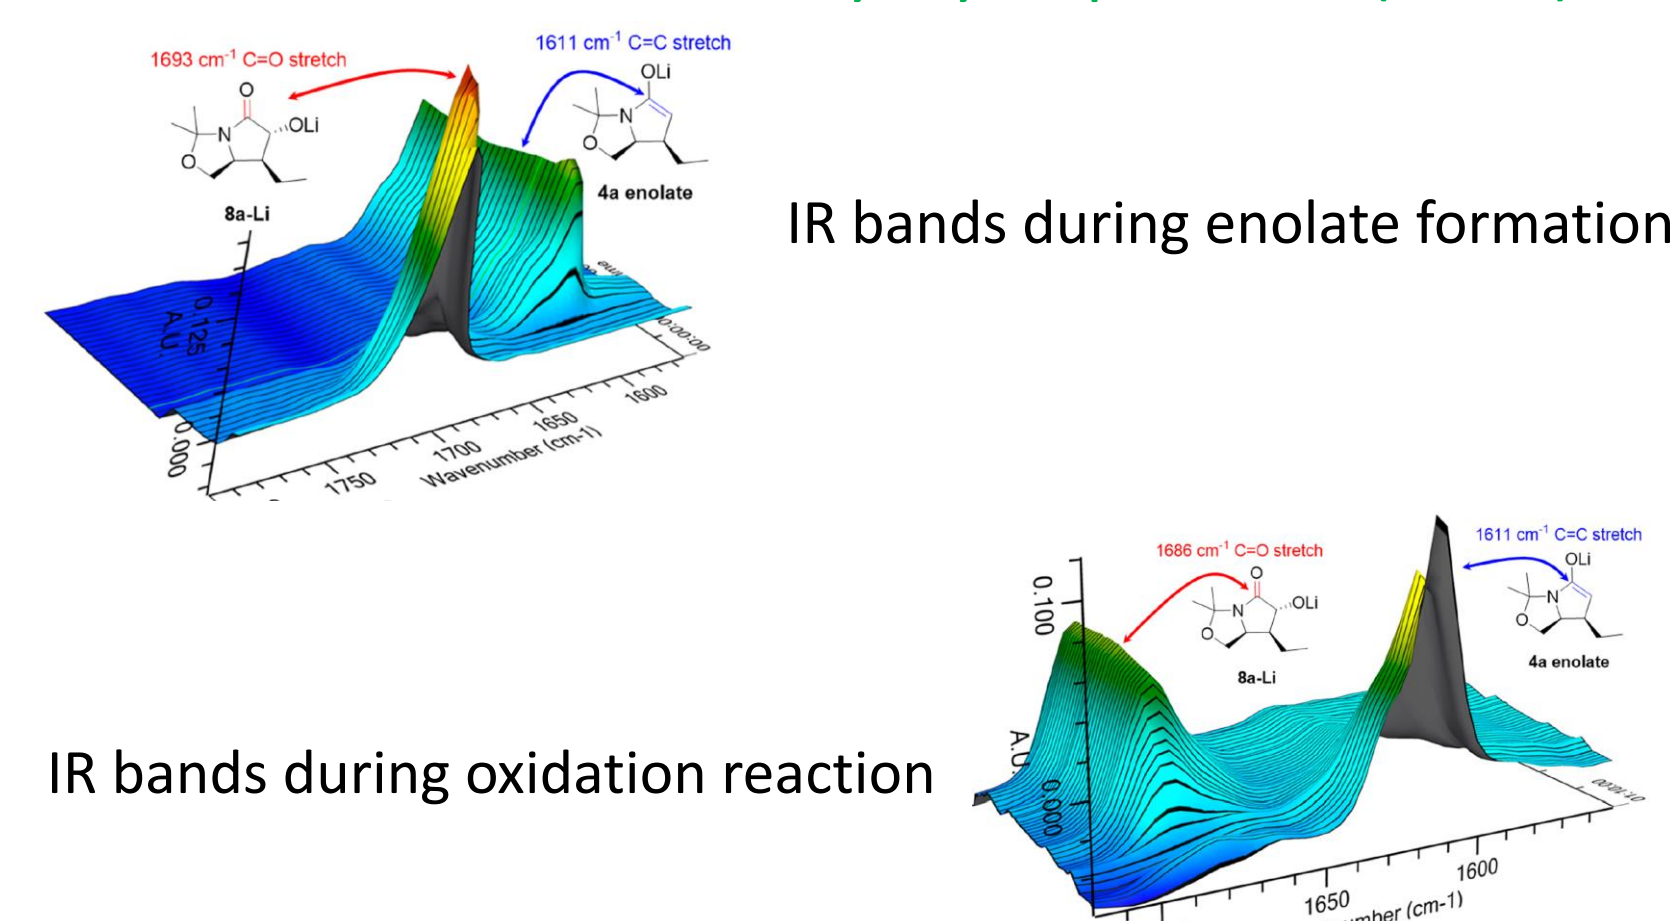 1693 cm-1 C=O stretch
O
N
OLi
O
8a-Li
1611 cm-1 C=C stretch
OLi
N
O
4a enolate
0.125
A.U.
0.000
1750
1700
1650
1600
Wavenumber (cm-1)
IR bands during enolate formation
IR bands during oxidation reaction
1686 cm-1 C=O stretch
O
N
OLi
O
8a-Li
1611 cm-1 C=C stretch
OLi
N
O
4a enolate
0.100
A.U.
0.000
1650
1600
(cm-1)